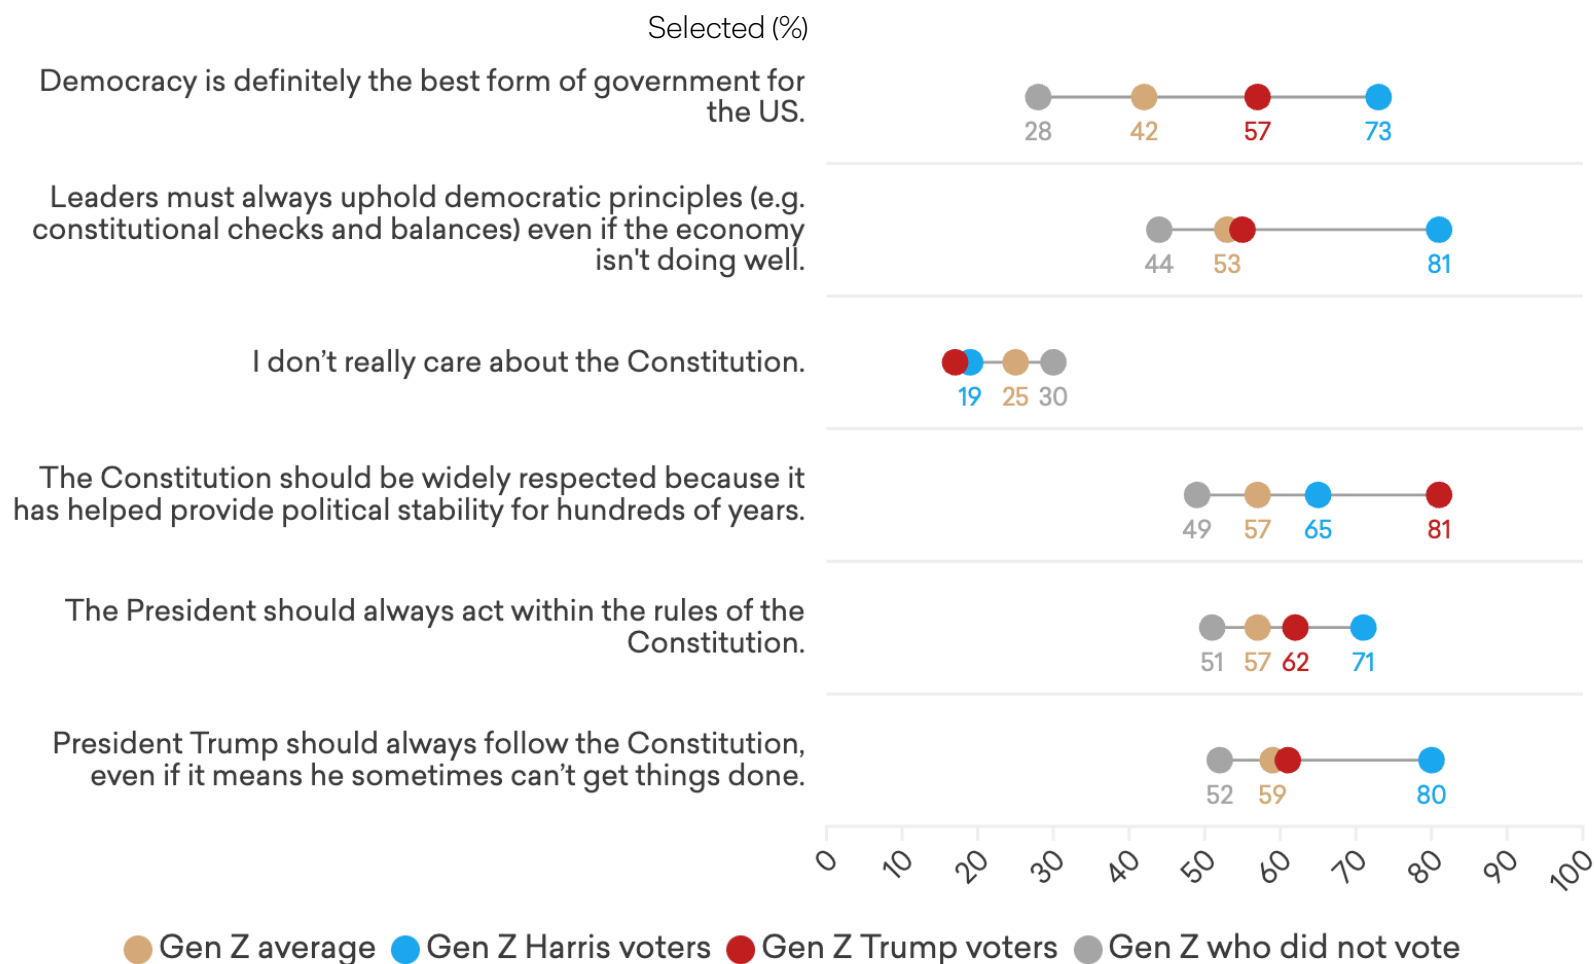 Selected (%)
Democracy is definitely the best form of government for
the US.
28 42 57 73
Leaders must always uphold democratic principles (e.g.
constitutional checks and balances) even if the economy
isn't doing well.
44 53 81
I don’t really care about the Constitution.
19 25 30
The Constitution should be widely respected because it
has helped provide political stability for hundreds of years.
49 57 65 81
The President should always act within the rules of the
Constitution.
51 57 62 71
President Trump should always follow the Constitution,
even if it means he sometimes can’t get things done.
52 59 80
0 10 20 30 40 50 60 70 80 90 100
Gen Z average Gen Z Harris voters Gen Z Trump voters Gen Z who did not vote